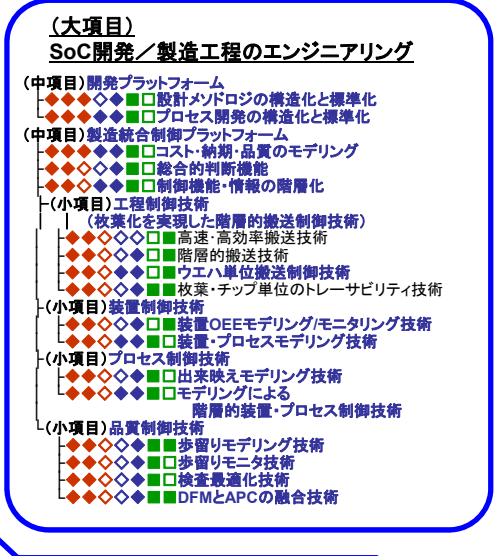 （大項目）
SoC開発／製造工程のエンジニアリング
（中項目）開発プラットフォーム
├◆◆◆◇◆■□設計メソドロジの構造化と標準化
└◆◆◆◆◆■□プロセス開発の構造化と標準化
（中項目）製造統合制御プラットフォーム
├◆◆◆◆◆■□コスト･納期･品質のモデリング
├◆◆◇◇◆■□総合的判断機能
├◆◆◇◆◆■□制御機能･情報の階層化
├（小項目）工程制御技術
│ │ （枚葉化を実現した階層的搬送制御技術）
│ ├◆◆◇◇◇□■高速･高効率搬送技術
│ ├◆◆◇◆◆□■階層的搬送技術
│ ├◆◆◇◆◆□■ウエハ単位搬送制御技術
│ └◆◆◇◇◆■■枚葉･チップ単位のトレーサビリティ技術
├（小項目）装置制御技術
│ ├◆◆◇◇◆□■装置OEEモデリング/モニタリング技術
│ └◆◆◇◇◆■□装置･プロセスモデリング技術
├（小項目）プロセス制御技術
│ ├◆◆◇◇◆■□出来映えモデリング技術
│ └◆◆◇◆◆■□モデリングによる
│ 階層的装置･プロセス制御技術
└（小項目）品質制御技術
├◆◆◇◇◆■■歩留りモデリング技術
├◆◆◇◇◆■□歩留りモニタ技術
├◆◆◇◇◆■□検査最適化技術
└◆◆◇◇◆■■DFMとAPCの融合技術